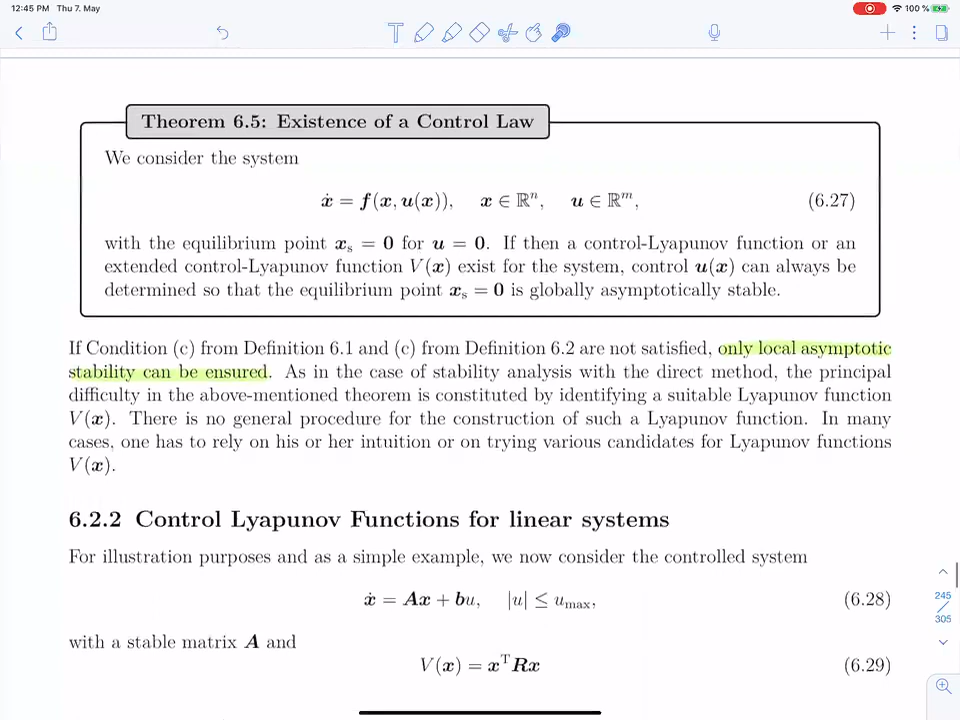 12:45 PM Thu 7. May
100 %
T
Theorem 6.5: Existence of a Control Law
We consider the system
ẋ = f(x, u(x)), x ∈ ℝⁿ, u ∈ ℝᵐ, (6.27)
with the equilibrium point xₛ = 0 for u = 0. If then a control-Lyapunov function or an
extended control-Lyapunov function V(x) exist for the system, control u(x) can always be
determined so that the equilibrium point xₛ = 0 is globally asymptotically stable.
If Condition (c) from Definition 6.1 and (c) from Definition 6.2 are not satisfied, only local asymptotic
stability can be ensured. As in the case of stability analysis with the direct method, the principal
difficulty in the above-mentioned theorem is constituted by identifying a suitable Lyapunov function
V(x). There is no general procedure for the construction of such a Lyapunov function. In many
cases, one has to rely on his or her intuition or on trying various candidates for Lyapunov functions
V(x).
6.2.2 Control Lyapunov Functions for linear systems
For illustration purposes and as a simple example, we now consider the controlled system
ẋ = Ax + bu, |u| ≤ u_max, (6.28)
with a stable matrix A and
V(x) = xᵀRx (6.29)
245
/
305